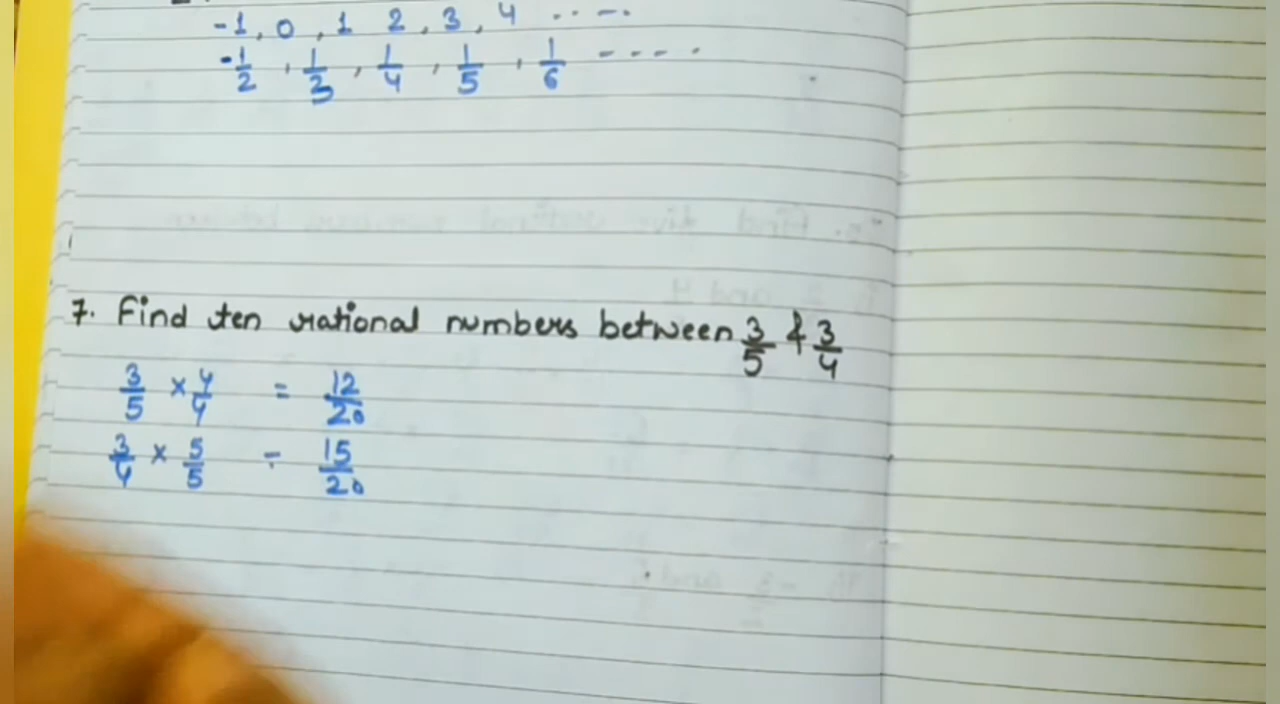 -1, 0, 1 2, 3, 4 .....
-1/2, 1/3, 1/4, 1/5, 1/6 ----.
7. Find ten rational numbers between 3/5 & 3/4
3/5 × 4/4 = 12/20
3/4 × 5/5 = 15/20